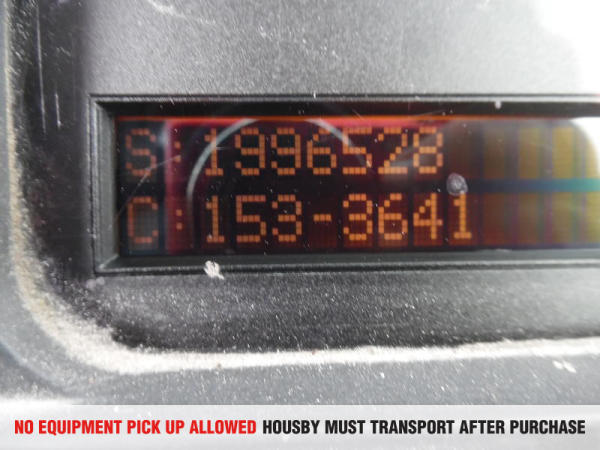 S:1996528
C:153-3641
NO EQUIPMENT PICK UP ALLOWED HOUSBY MUST TRANSPORT AFTER PURCHASE